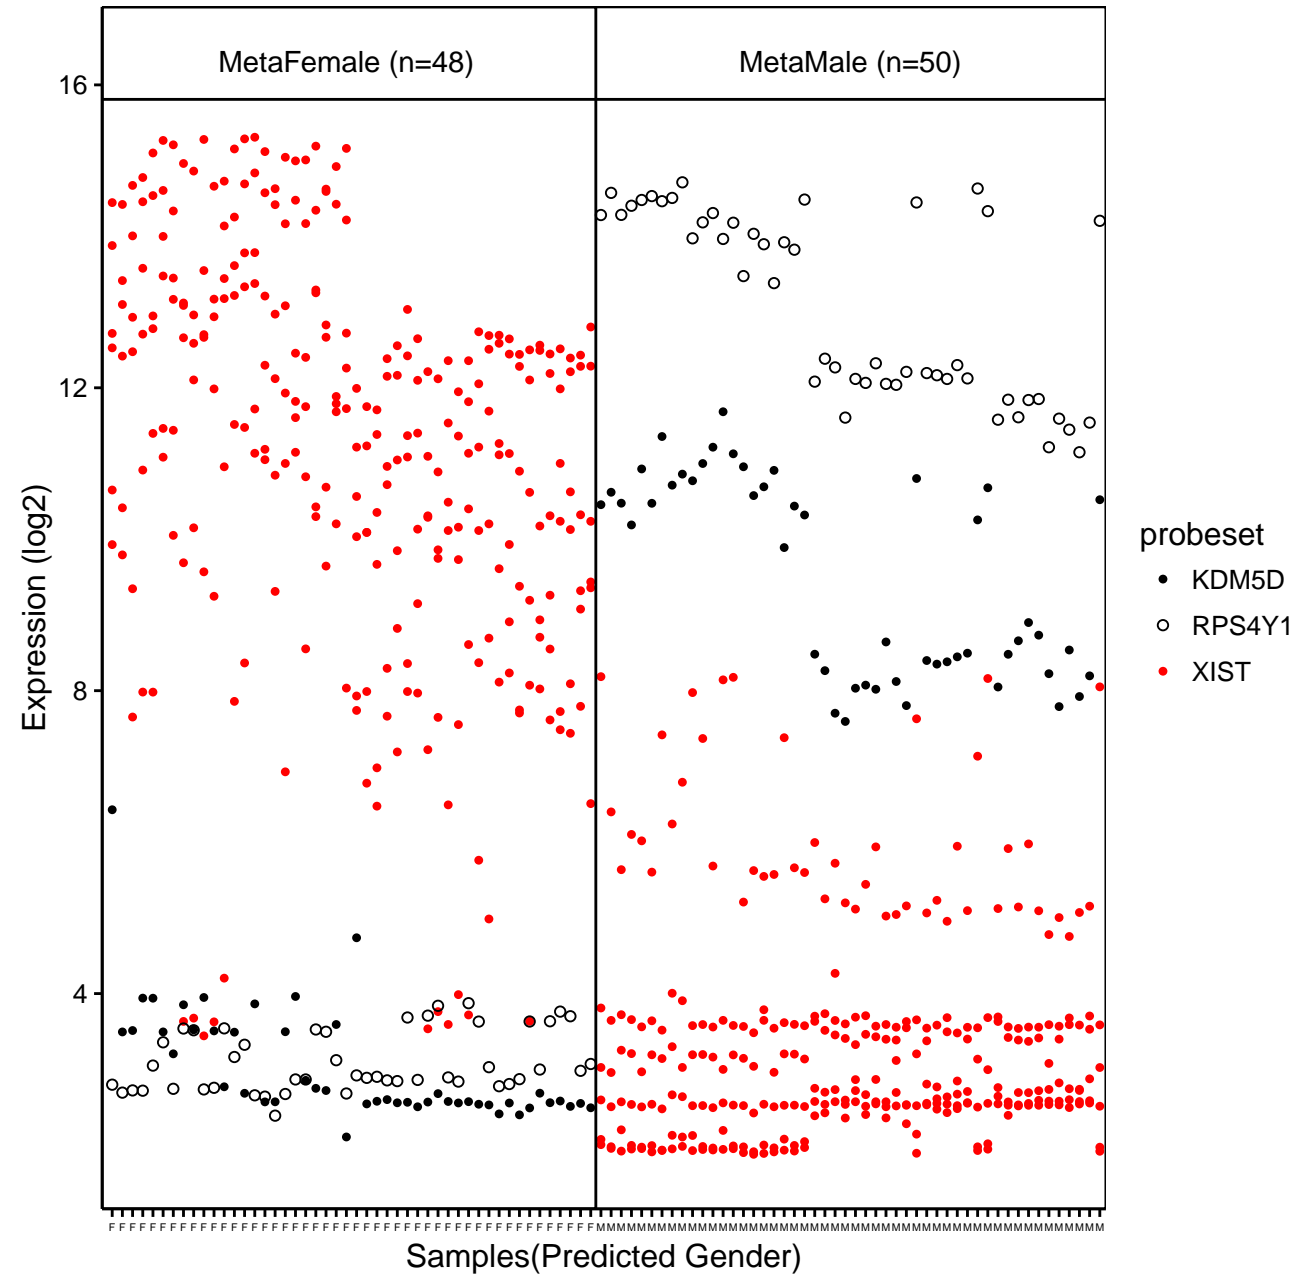 MetaFemale (n=48) MetaMale (n=50)
16
12
8
4
Expression (log2)
F F F F F F F F F F F F F F F F F F F F F F F F F F F F F F F F F F F F F F F F F F F F F F F F M M M M M M M M M M M M M M M M M M M M M M M M M M M M M M M M M M M M M M M M M M M M M M M M M M
Samples(Predicted Gender)
probeset
KDM5D
RPS4Y1
XIST